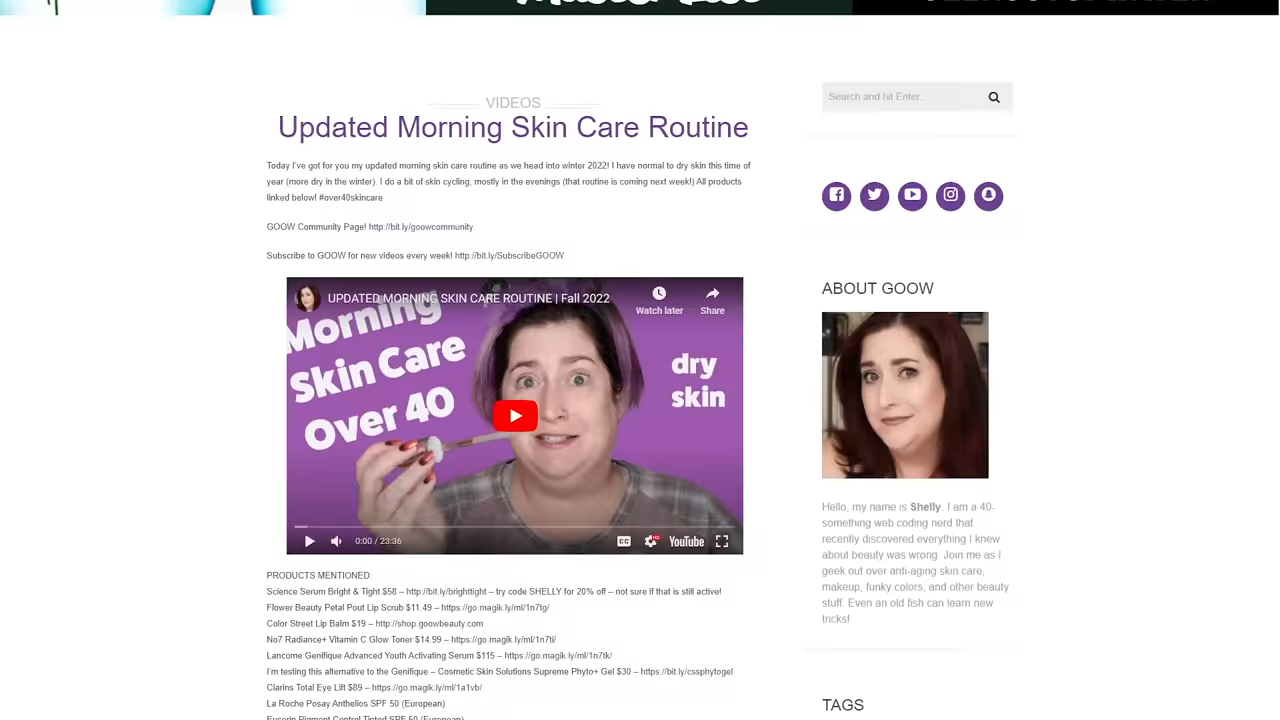 VIDEOS
Updated Morning Skin Care Routine
Today I've got for you my updated morning skin care routine as we head into winter 2022! I have normal to dry skin this time of
year (more dry in the winter). I do a bit of skin cycling, mostly in the evenings (that routine is coming next week!) All products
linked below! #over40skincare
GOOW Community Page! http://bit.ly/goowcommunity
Subscribe to GOOW for new videos every week! http://bit.ly/SubscribeGOOW
UPDATED MORNING SKIN CARE ROUTINE | Fall 2022
Watch later
Share
Morning
Skin Care
Over 40
dry
skin
0:00 / 23:36
CC
HD
YouTube
PRODUCTS MENTIONED:
Science Serum Bright & Tight $58 – http://bit.ly/brighttight – try code SHELLY for 20% off – not sure if that is still active!
Flower Beauty Petal Pout Lip Scrub $11.49 – https://go.magik.ly/ml/1n7tg/
Color Street Lip Balm $19 – http://shop.goowbeauty.com
No7 Radiance+ Vitamin C Glow Toner $14.99 – https://go.magik.ly/ml/1n7ti/
Lancome Genifique Advanced Youth Activating Serum $115 – https://go.magik.ly/ml/1n7tk/
I'm testing this alternative to the Genifique – Cosmetic Skin Solutions Supreme Phyto+ Gel $30 – https://bit.ly/cssphytogel
Clarins Total Eye Lift $89 – https://go.magik.ly/ml/1a1vb/
La Roche Posay Anthelios SPF 50 (European)
Eucerin Pigment Control Tinted SPF 50 (European)
Search and hit Enter..
ABOUT GOOW
Hello, my name is Shelly. I am a 40-
something web coding nerd that
recently discovered everything I knew
about beauty was wrong. Join me as I
geek out over anti-aging skin care,
makeup, funky colors, and other beauty
stuff. Even an old fish can learn new
tricks!
TAGS